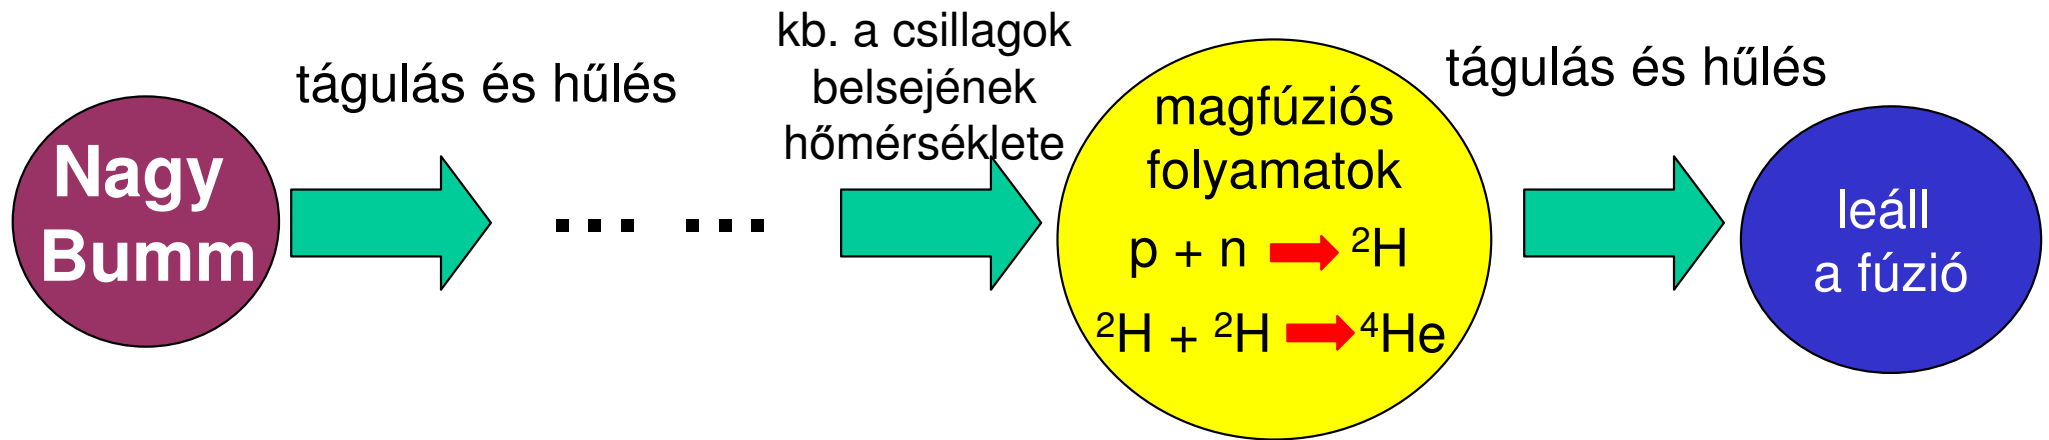 Nagy
Bumm
tágulás és hűlés
... ...
kb. a csillagok
belsejének
hőmérséklete
magfúziós
folyamatok
p + n ➡ ²H
²H + ²H ➡ ⁴He
tágulás és hűlés
leáll
a fúzió